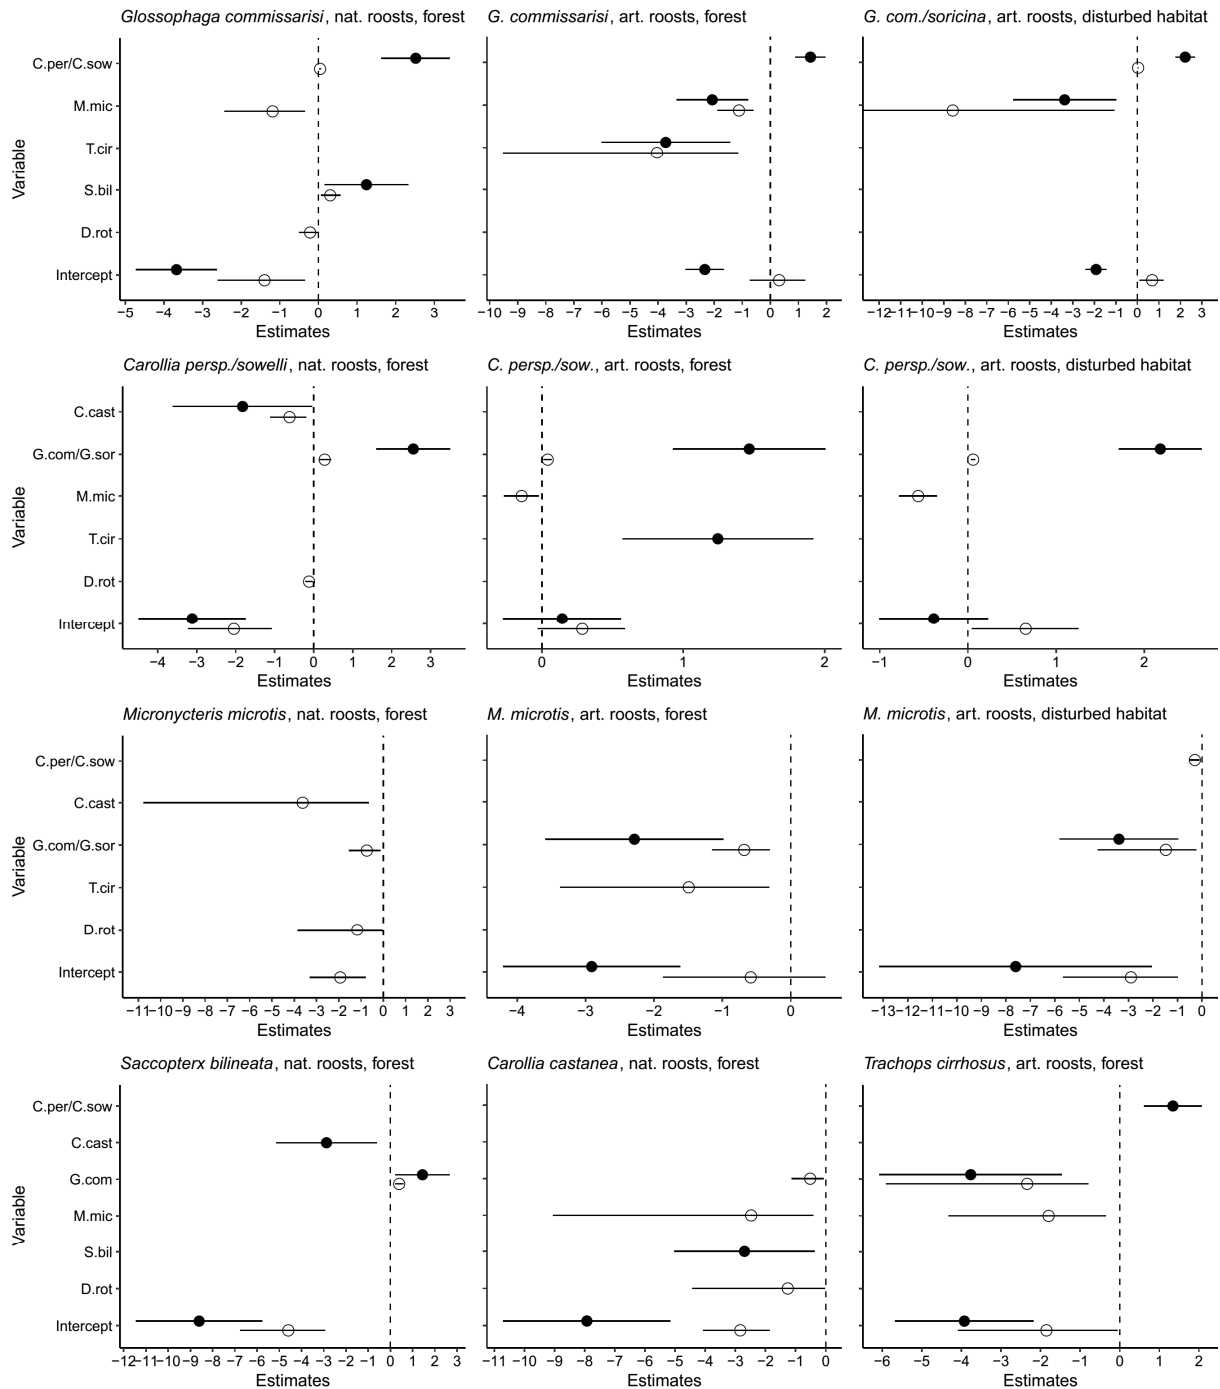 Glossophaga commissarisi, nat. roosts, forest
G. commissarisi, art. roosts, forest
G. com./soricina, art. roosts, disturbed habitat
Variable
C.per/C.sow
M.mic
T.cir
S.bil
D.rot
Intercept
−5 −4 −3 −2 −1 0 1 2 3
−10 −9 −8 −7 −6 −5 −4 −3 −2 −1 0 1 2
−12−11−10−9 −8 −7 −6 −5 −4 −3 −2 −1 0 1 2 3
Estimates
Estimates
Estimates
Carollia persp./sowelli, nat. roosts, forest
C. persp./sow., art. roosts, forest
C. persp./sow., art. roosts, disturbed habitat
Variable
C.cast
G.com/G.sor
M.mic
T.cir
D.rot
Intercept
−4 −3 −2 −1 0 1 2 3
0 1 2
−1 0 1 2
Estimates
Estimates
Estimates
Micronycteris microtis, nat. roosts, forest
M. microtis, art. roosts, forest
M. microtis, art. roosts, disturbed habitat
Variable
C.per/C.sow
C.cast
G.com/G.sor
T.cir
D.rot
Intercept
−11−10−9 −8 −7 −6 −5 −4 −3 −2 −1 0 1 2 3
−4 −3 −2 −1 0
−13−12−11−10−9 −8 −7 −6 −5 −4 −3 −2 −1 0
Estimates
Estimates
Estimates
Saccopterx bilineata, nat. roosts, forest
Carollia castanea, nat. roosts, forest
Trachops cirrhosus, art. roosts, forest
Variable
C.per/C.sow
C.cast
G.com
M.mic
S.bil
D.rot
Intercept
−12−11−10−9 −8 −7 −6 −5 −4 −3 −2 −1 0 1 2 3
−11−10 −9 −8 −7 −6 −5 −4 −3 −2 −1 0
−6 −5 −4 −3 −2 −1 0 1 2
Estimates
Estimates
Estimates